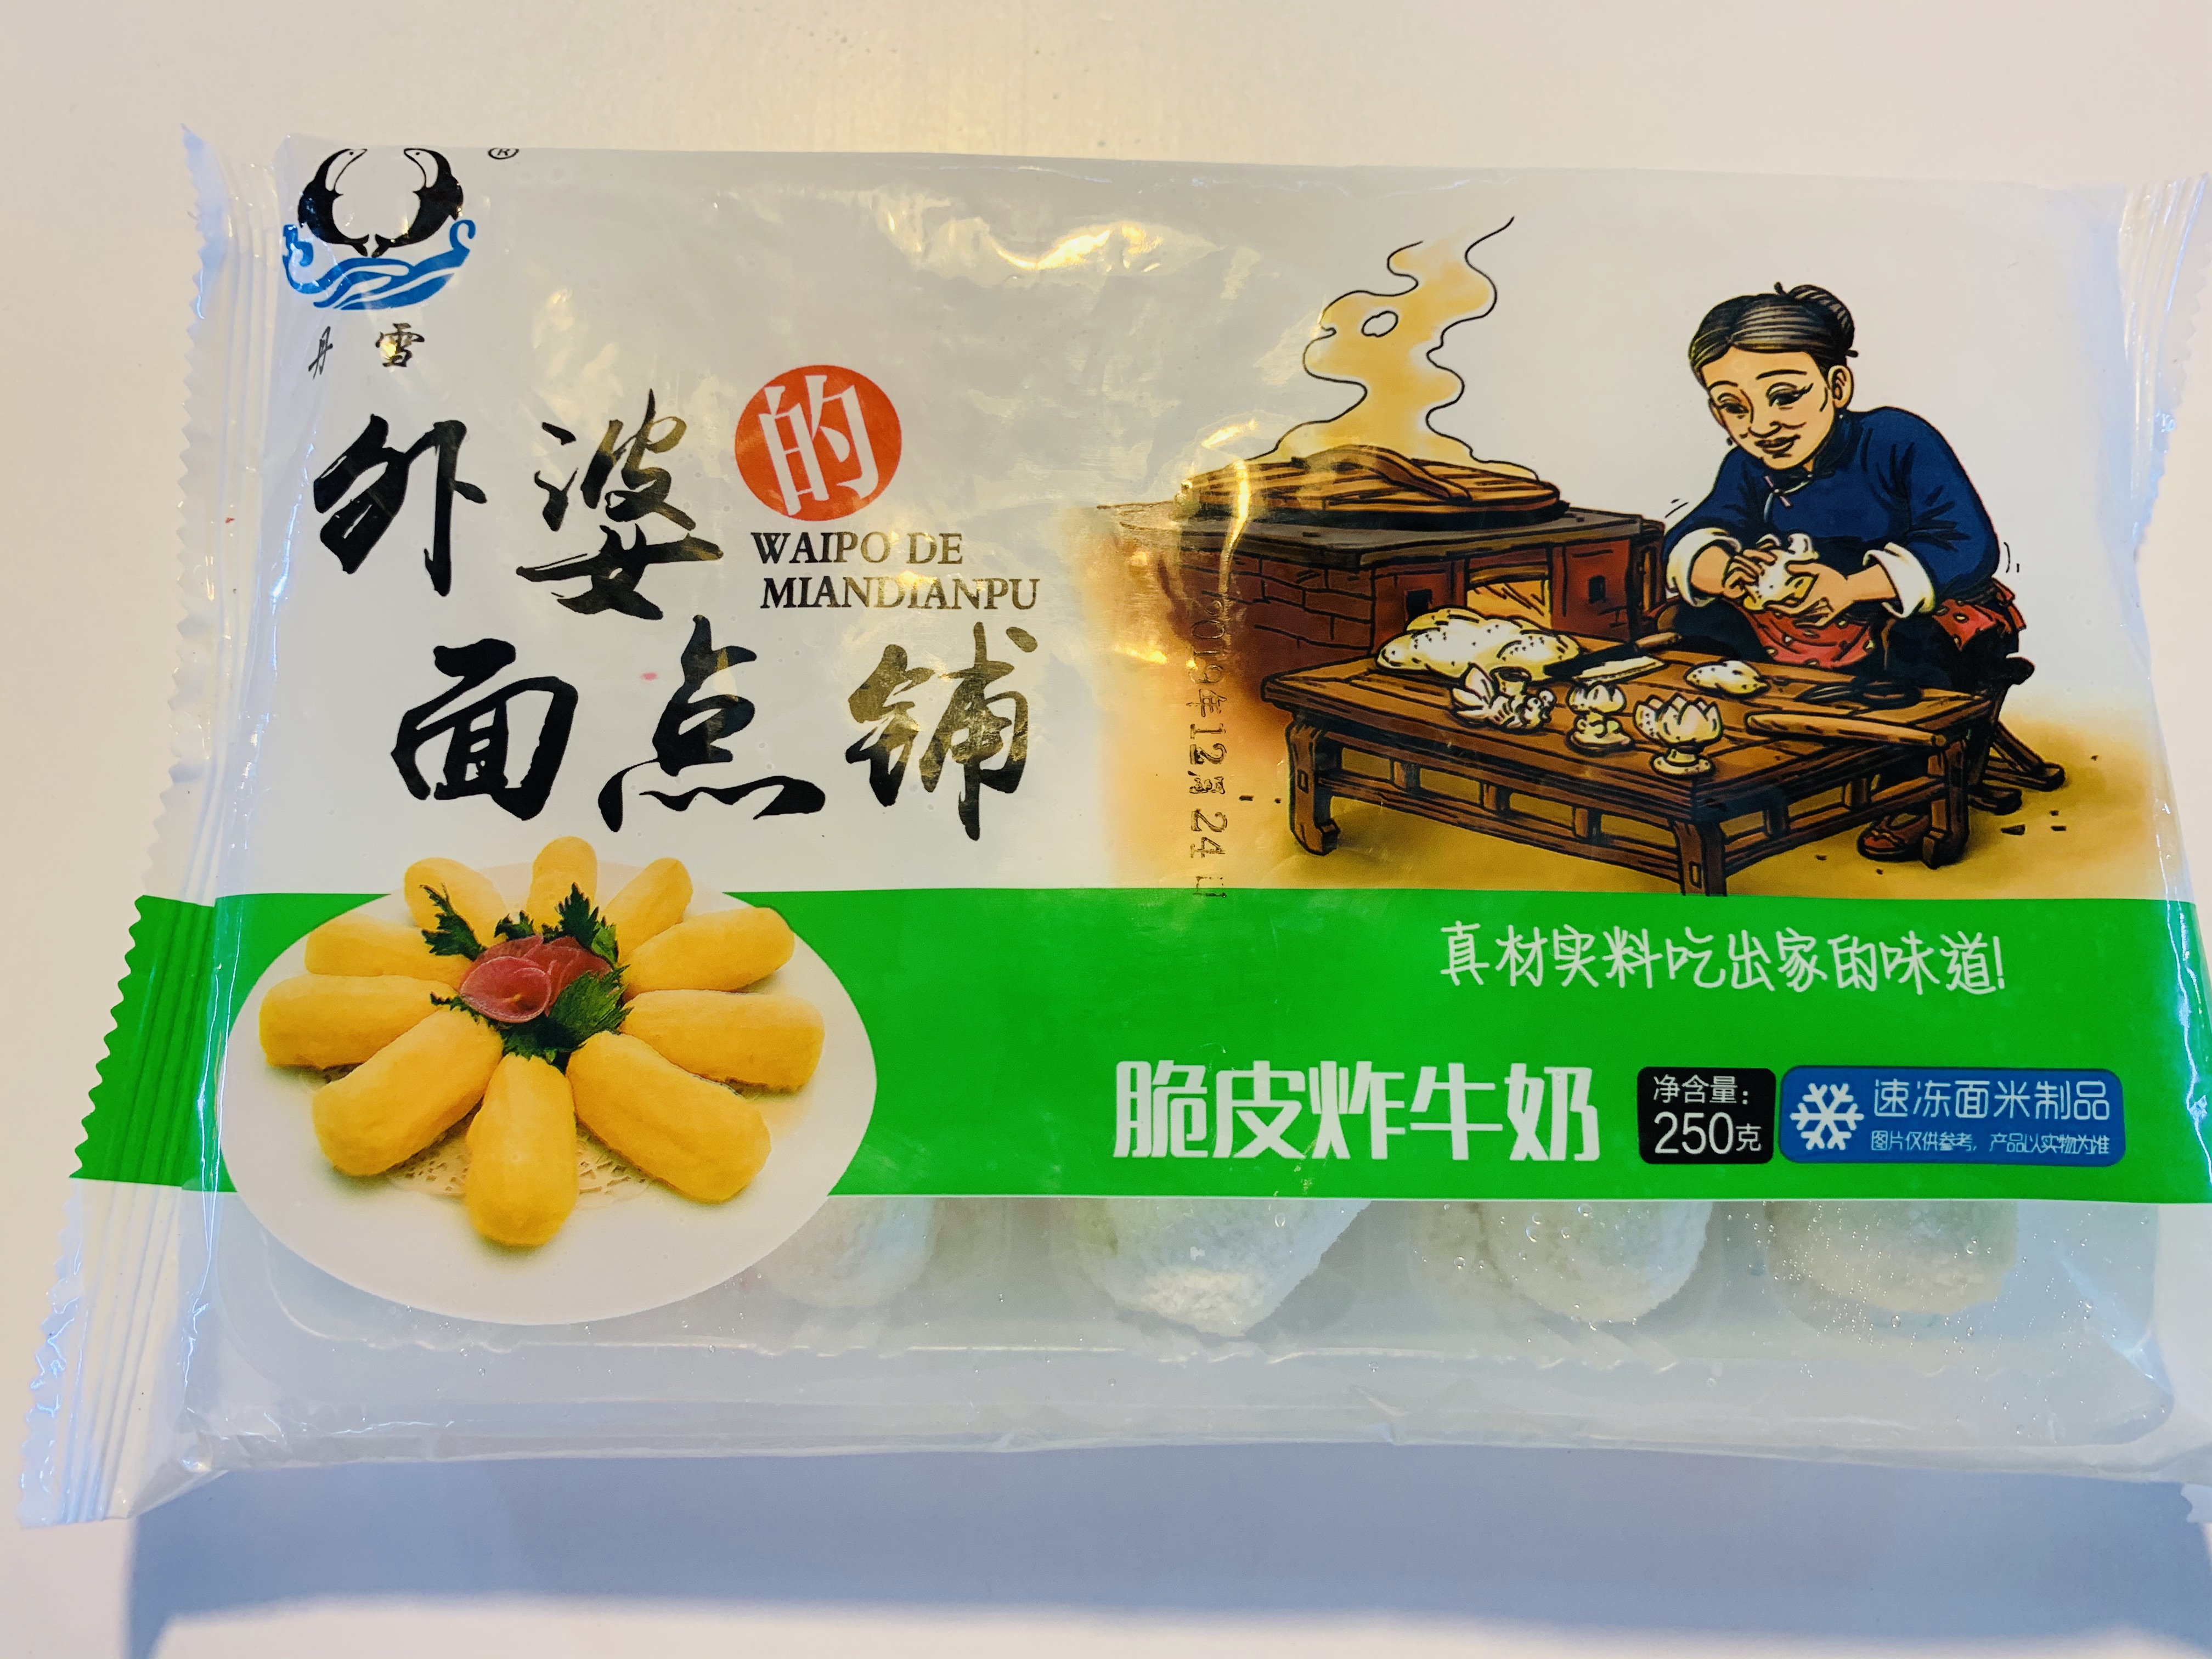 ®
丹雪
外婆的
WAIPO DE
MIANDIANPU
面点铺
2019年12月24日
真材实料吃出家的味道!
脆皮炸牛奶
净含量:
250克
速冻面米制品
图片仅供参考，产品以实物为准